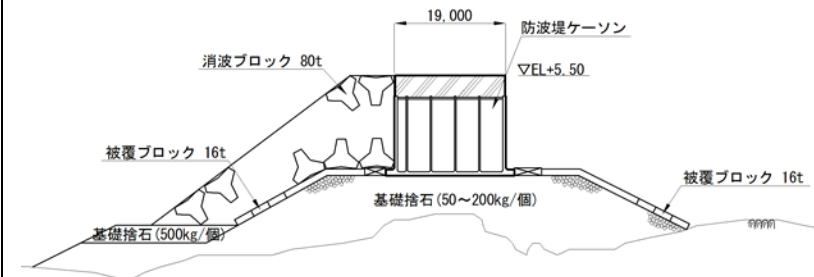 19,000
防波堤ケーソン
消波ブロック 80t
▽EL+5.50
被覆ブロック 16t
被覆ブロック 16t
基礎捨石(50～200kg/個)
基礎捨石(500kg/個)